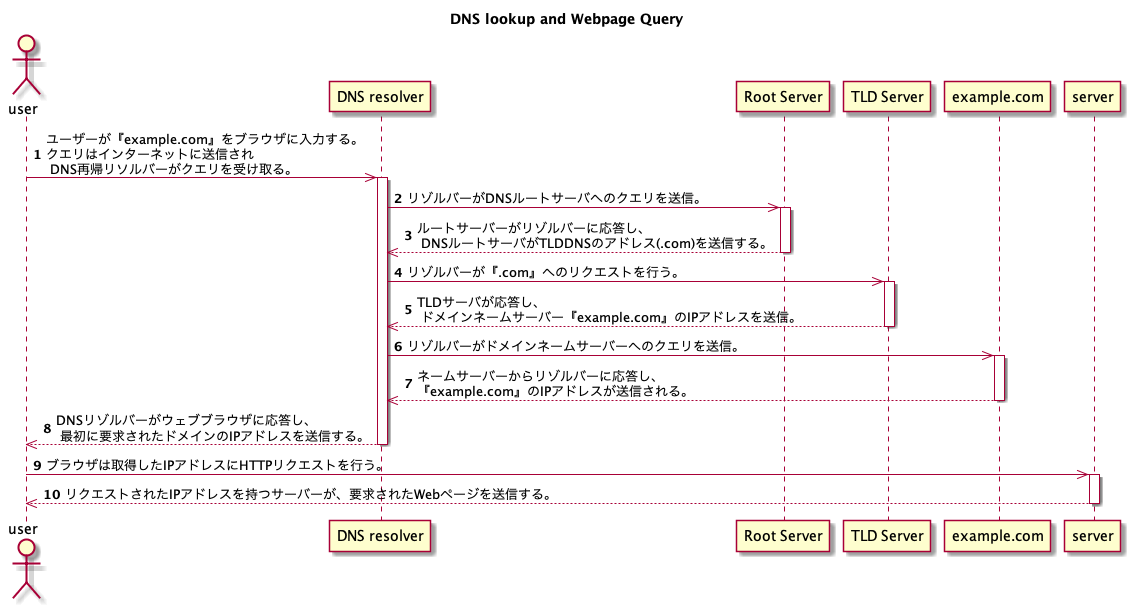 DNS lookup and Webpage Query
user
DNS resolver
Root Server
TLD Server
example.com
server
ユーザーが『example.com』をブラウザに入力する。
1 クエリはインターネットに送信され
DNS再帰リソルバーがクエリを受け取る。
2 リゾルバーがDNSルートサーバへのクエリを送信。
3 ルートサーバーがリゾルバーに応答し、
DNSルートサーバがTLDDNSのアドレス(.com)を送信する。
4 リゾルバーが『.com』へのリクエストを行う。
5 TLDサーバが応答し、
ドメインネームサーバー『example.com』のIPアドレスを送信。
6 リゾルバーがドメインネームサーバーへのクエリを送信。
7 ネームサーバーからリゾルバーに応答し、
『example.com』のIPアドレスが送信される。
8 DNSリゾルバーがウェブブラウザに応答し、
最初に要求されたドメインのIPアドレスを送信する。
9 ブラウザは取得したIPアドレスにHTTPリクエストを行う。
10 リクエストされたIPアドレスを持つサーバーが、要求されたWebページを送信する。
user
DNS resolver
Root Server
TLD Server
example.com
server